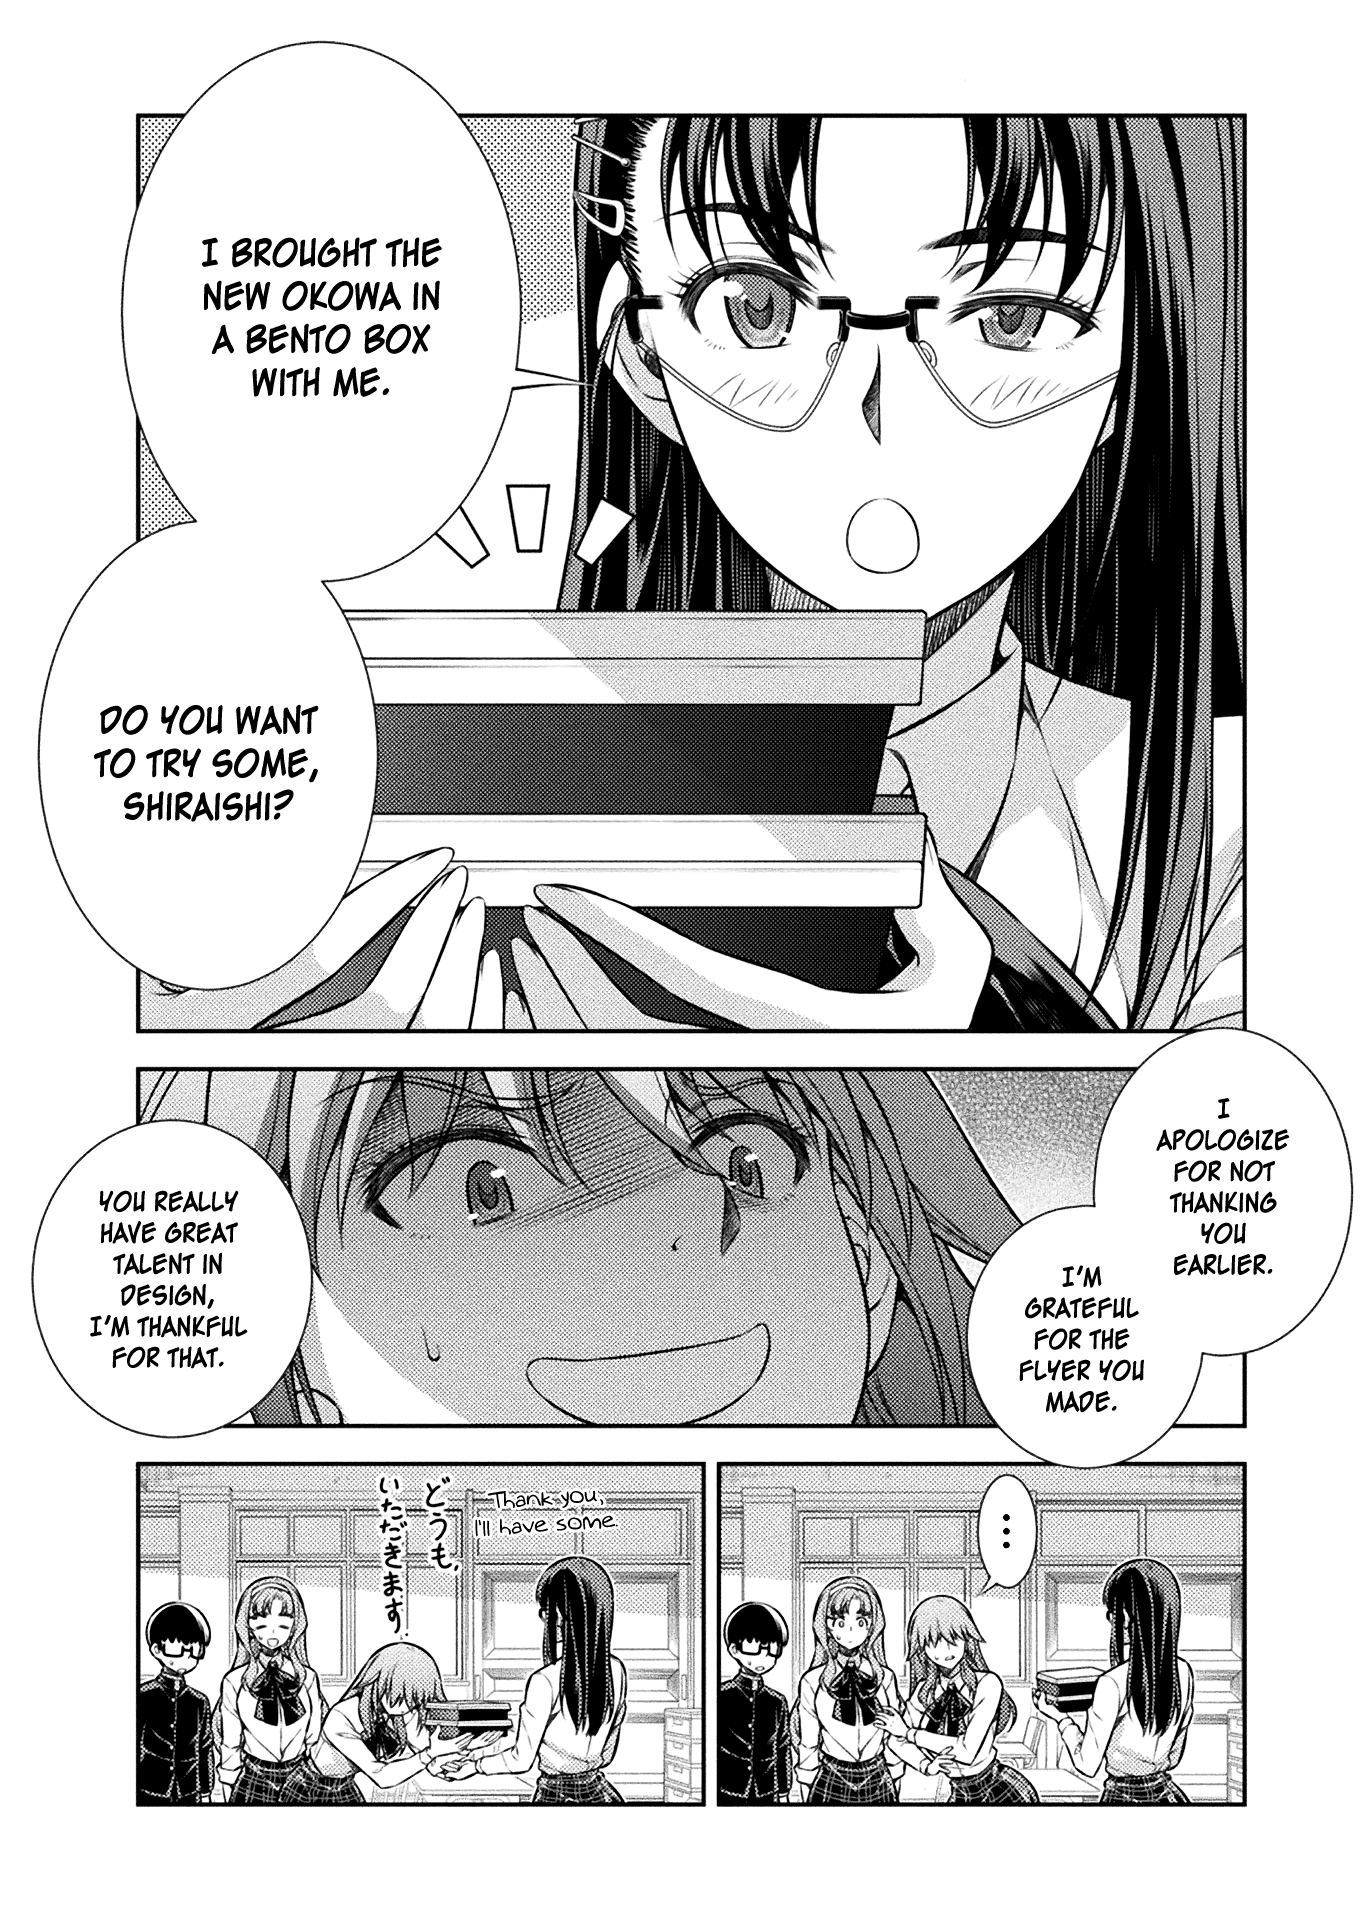 I BROUGHT THE
NEW OKOWA IN
A BENTO BOX
WITH ME.
DO YOU WANT
TO TRY SOME,
SHIRAISHI?
I
APOLOGIZE
FOR NOT
THANKING
YOU
EARLIER.
I'M
GRATEFUL
FOR THE
FLYER YOU
MADE.
YOU REALLY
HAVE GREAT
TALENT IN
DESIGN,
I'M THANKFUL
FOR THAT.
...
Thank you,
I'll have some.
どうも、
いただきます。